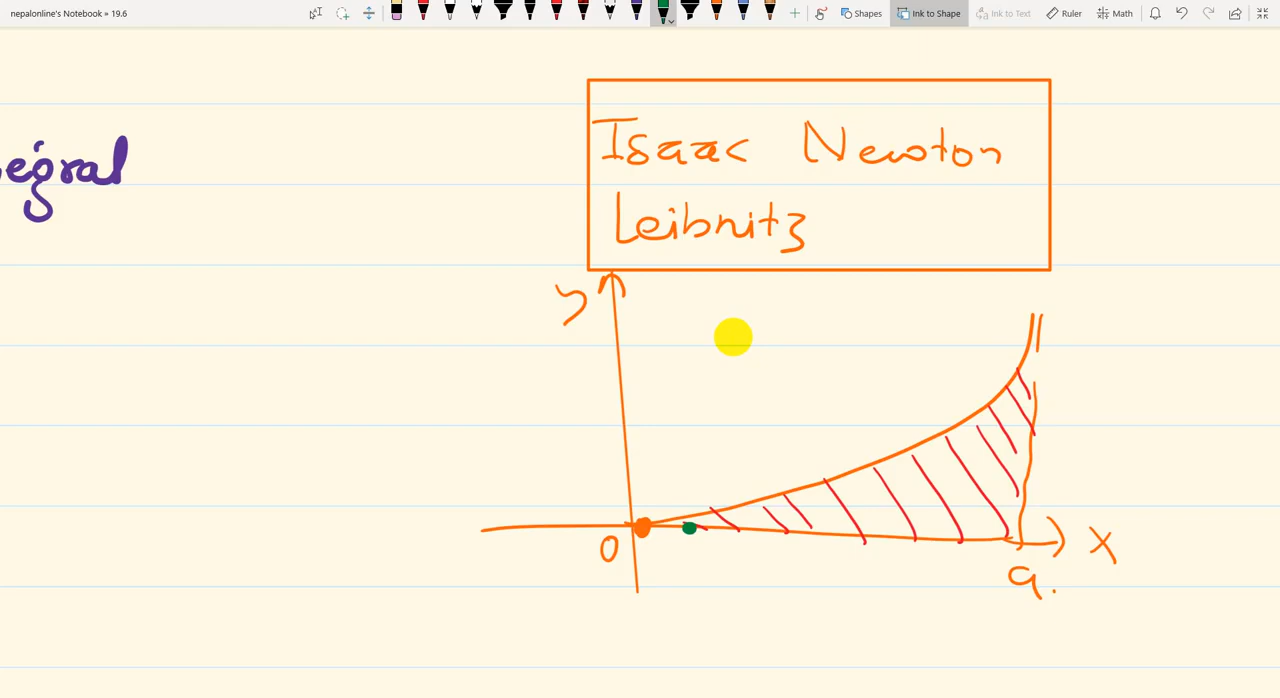 nepalonline's Notebook » 19.6
Shapes
Ink to Shape
Ink to Text
Ruler
Math
egral
Isaac Newton
Leibnitz
y
0
a.
X